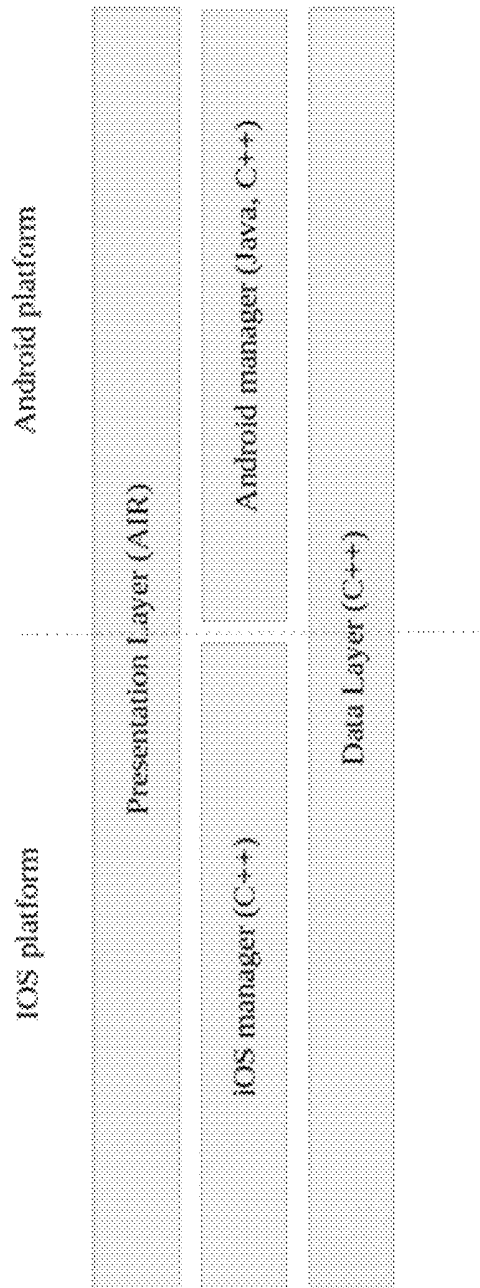 IOS platform
Android platform
Presentation Layer (AIR)
iOS manager (C++)
Android manager (Java, C++)
Data Layer (C++)